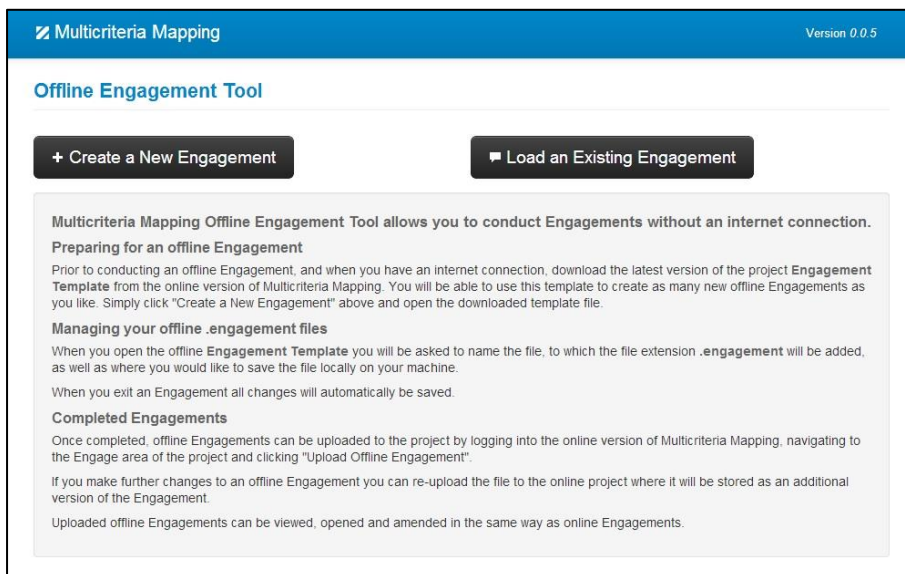 Multicriteria Mapping
Version 0.0.5
Offline Engagement Tool
+ Create a New Engagement
Load an Existing Engagement
Multicriteria Mapping Offline Engagement Tool allows you to conduct Engagements without an internet connection.
Preparing for an offline Engagement
Prior to conducting an offline Engagement, and when you have an internet connection, download the latest version of the project Engagement
Template from the online version of Multicriteria Mapping. You will be able to use this template to create as many new offline Engagements as
you like. Simply click "Create a New Engagement" above and open the downloaded template file.
Managing your offline .engagement files
When you open the offline Engagement Template you will be asked to name the file, to which the file extension .engagement will be added,
as well as where you would like to save the file locally on your machine.
When you exit an Engagement all changes will automatically be saved.
Completed Engagements
Once completed, offline Engagements can be uploaded to the project by logging into the online version of Multicriteria Mapping, navigating to
the Engage area of the project and clicking "Upload Offline Engagement".
If you make further changes to an offline Engagement you can re-upload the file to the online project where it will be stored as an additional
version of the Engagement.
Uploaded offline Engagements can be viewed, opened and amended in the same way as online Engagements.